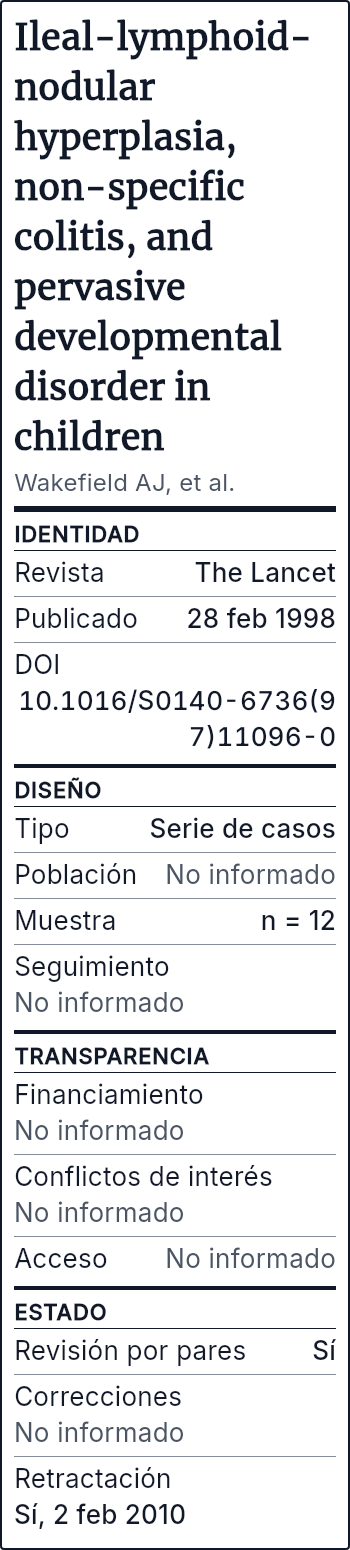 Ileal-lymphoid-
nodular
hyperplasia,
non-specific
colitis, and
pervasive
developmental
disorder in
children
Wakefield AJ, et al.
IDENTIDAD
Revista The Lancet
Publicado 28 feb 1998
DOI
10.1016/S0140-6736(9
7)11096-0
DISEÑO
Tipo Serie de casos
Población No informado
Muestra n = 12
Seguimiento
No informado
TRANSPARENCIA
Financiamiento
No informado
Conflictos de interés
No informado
Acceso No informado
ESTADO
Revisión por pares Sí
Correcciones
No informado
Retractación
Sí, 2 feb 2010